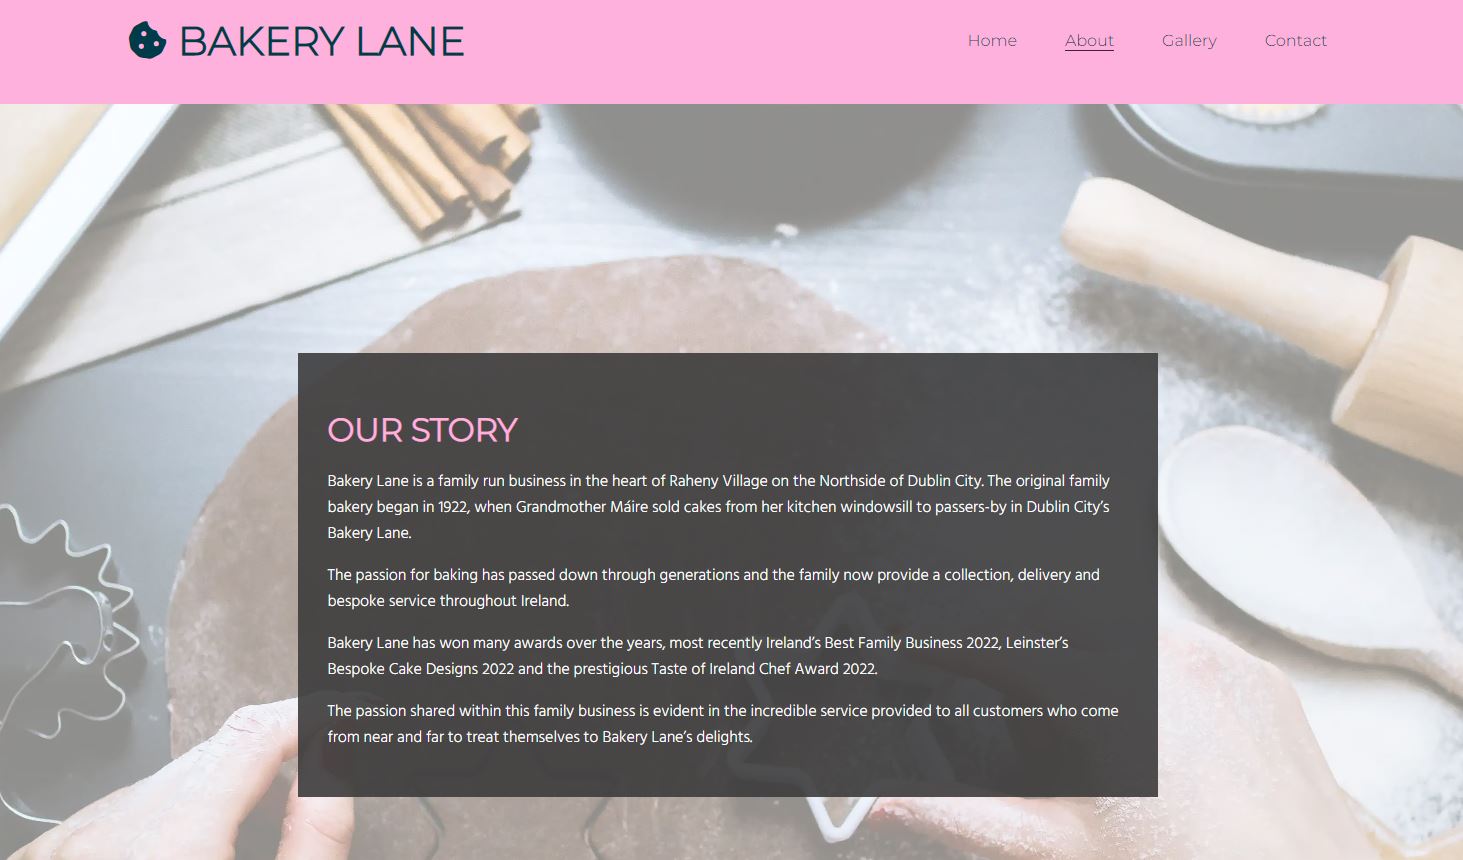 BAKERY LANE
Home About Gallery Contact
OUR STORY
Bakery Lane is a family run business in the heart of Raheny Village on the Northside of Dublin City. The original family
bakery began in 1922, when Grandmother Máire sold cakes from her kitchen windowsill to passers-by in Dublin City’s
Bakery Lane.
The passion for baking has passed down through generations and the family now provide a collection, delivery and
bespoke service throughout Ireland.
Bakery Lane has won many awards over the years, most recently Ireland’s Best Family Business 2022, Leinster’s
Bespoke Cake Designs 2022 and the prestigious Taste of Ireland Chef Award 2022.
The passion shared within this family business is evident in the incredible service provided to all customers who come
from near and far to treat themselves to Bakery Lane’s delights.